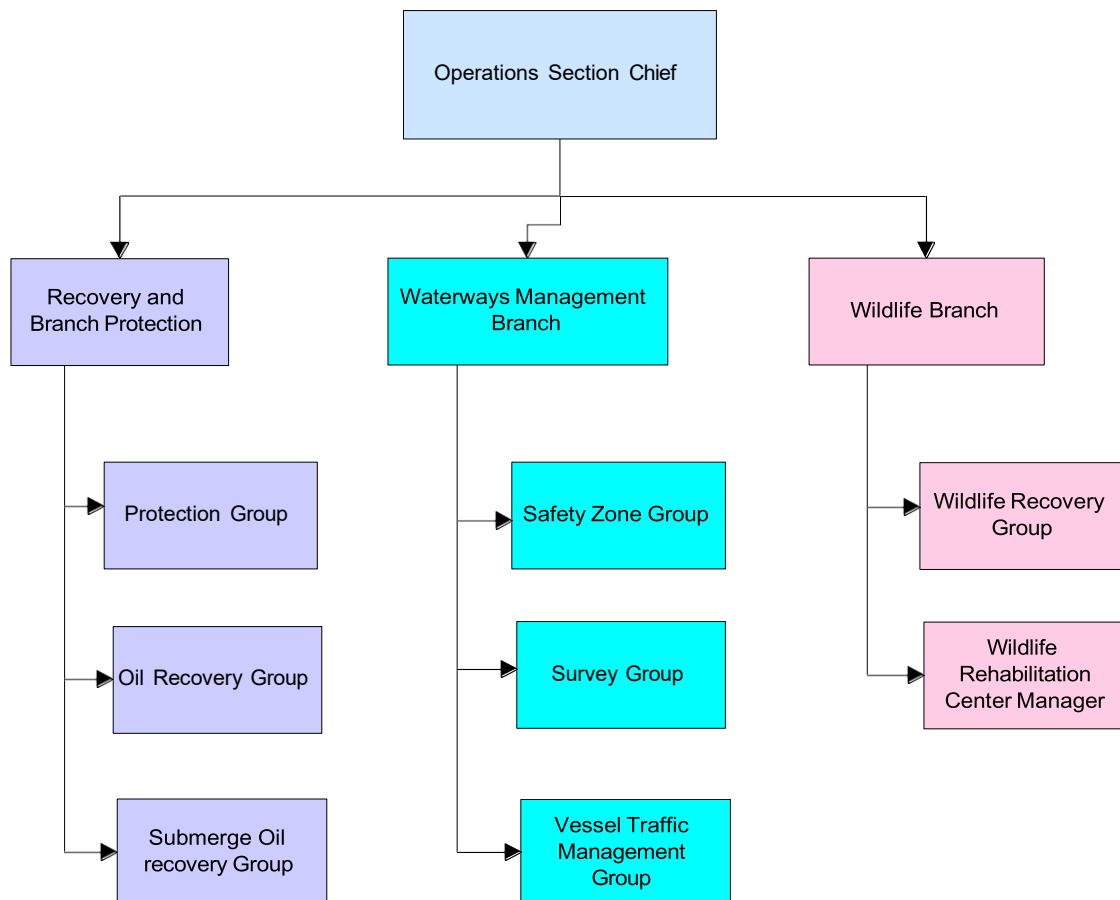 Operations Section Chief
Recovery and
Branch Protection
Waterways Management
Branch
Wildlife Branch
Protection Group
Safety Zone Group
Wildlife Recovery
Group
Oil Recovery Group
Survey Group
Wildlife
Rehabilitation
Center Manager
Submerge Oil
recovery Group
Vessel Traffic
Management
Group